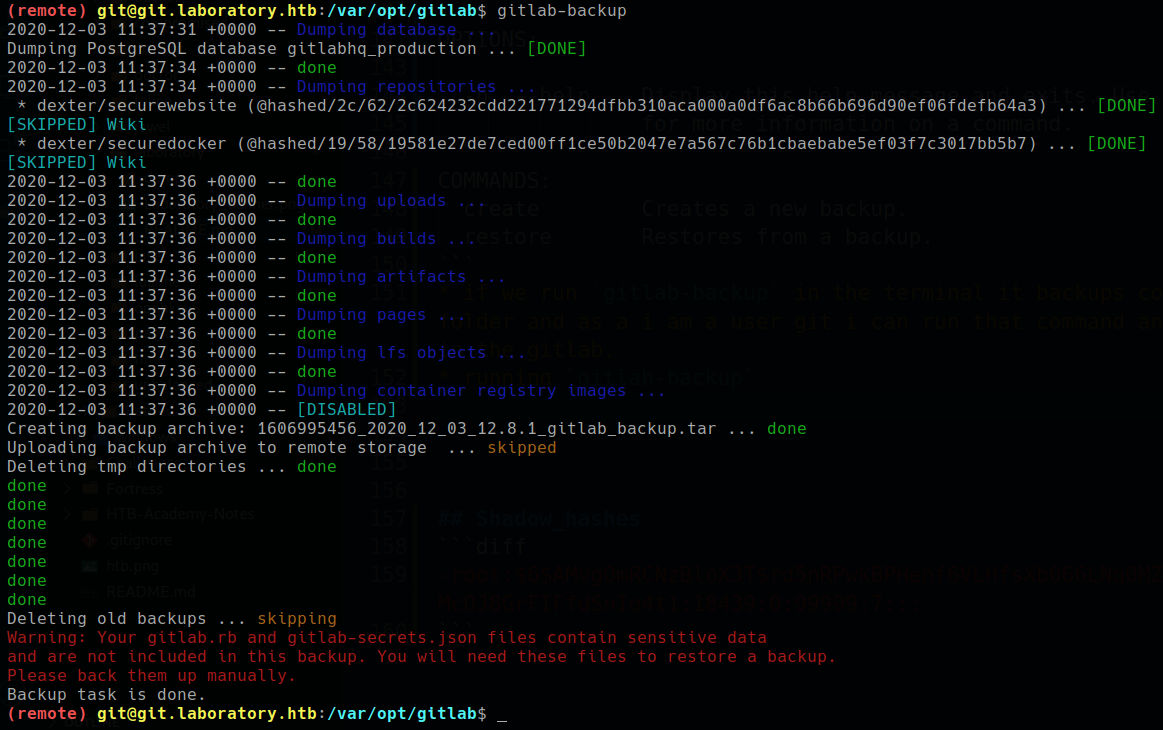 (remote) git@git.laboratory.htb:/var/opt/gitlab$ gitlab-backup
2020-12-03 11:37:31 +0000 -- Dumping database ...
Dumping PostgreSQL database gitlabhq_production ... [DONE]
2020-12-03 11:37:34 +0000 -- done
2020-12-03 11:37:34 +0000 -- Dumping repositories ...
 * dexter/securewebsite (@hashed/2c/62/2c624232cdd221771294dfbb310aca000a0df6ac8b66b696d90ef06fdefb64a3) ... [DONE]
[SKIPPED] Wiki
 * dexter/securedocker (@hashed/19/58/19581e27de7ced00ff1ce50b2047e7a567c76b1cbaebabe5ef03f7c3017bb5b7) ... [DONE]
[SKIPPED] Wiki
2020-12-03 11:37:36 +0000 -- done
2020-12-03 11:37:36 +0000 -- Dumping uploads ...
2020-12-03 11:37:36 +0000 -- done
2020-12-03 11:37:36 +0000 -- Dumping builds ...
2020-12-03 11:37:36 +0000 -- done
2020-12-03 11:37:36 +0000 -- Dumping artifacts ...
2020-12-03 11:37:36 +0000 -- done
2020-12-03 11:37:36 +0000 -- Dumping pages ...
2020-12-03 11:37:36 +0000 -- done
2020-12-03 11:37:36 +0000 -- Dumping lfs objects ...
2020-12-03 11:37:36 +0000 -- done
2020-12-03 11:37:36 +0000 -- Dumping container registry images ...
2020-12-03 11:37:36 +0000 -- [DISABLED]
Creating backup archive: 1606995456_2020_12_03_12.8.1_gitlab_backup.tar ... done
Uploading backup archive to remote storage  ... skipped
Deleting tmp directories ... done
done
done
done
done
done
done
done
Deleting old backups ... skipping
Warning: Your gitlab.rb and gitlab-secrets.json files contain sensitive data
and are not included in this backup. You will need these files to restore a backup.
Please back them up manually.
Backup task is done.
(remote) git@git.laboratory.htb:/var/opt/gitlab$ _